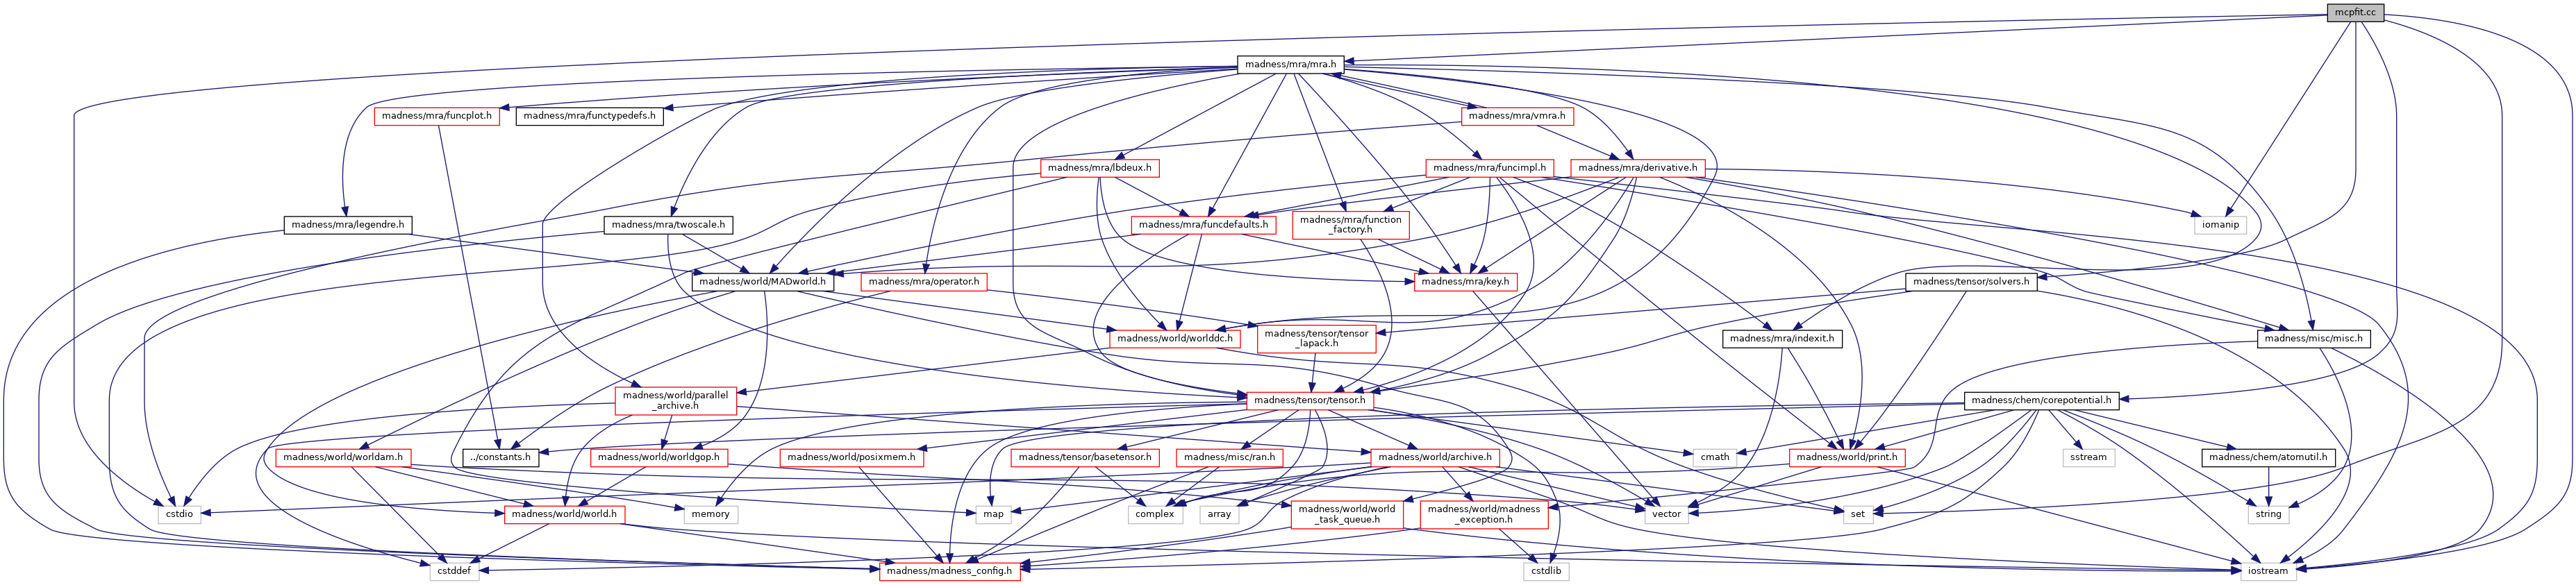 mcpfit.cc
madness/mra/mra.h
madness/mra/funcplot.h
madness/mra/functypedefs.h
madness/mra/vmra.h
madness/mra/lbdeux.h
madness/mra/funcimpl.h
madness/mra/derivative.h
madness/mra/legendre.h
madness/mra/twoscale.h
madness/mra/funcdefaults.h
madness/mra/function
_factory.h
iomanip
madness/world/MADworld.h
madness/mra/operator.h
madness/mra/key.h
madness/tensor/solvers.h
madness/world/worlddc.h
madness/tensor/tensor
_lapack.h
madness/mra/indexit.h
madness/misc/misc.h
madness/world/parallel
_archive.h
madness/tensor/tensor.h
madness/chem/corepotential.h
madness/world/worldam.h
../constants.h
madness/world/worldgop.h
madness/world/posixmem.h
madness/tensor/basetensor.h
madness/misc/ran.h
madness/world/archive.h
cmath
madness/world/print.h
sstream
madness/chem/atomutil.h
cstdio
madness/world/world.h
memory
map
complex
array
madness/world/world
_task_queue.h
madness/world/madness
_exception.h
vector
set
string
cstddef
madness/madness_config.h
cstdlib
iostream